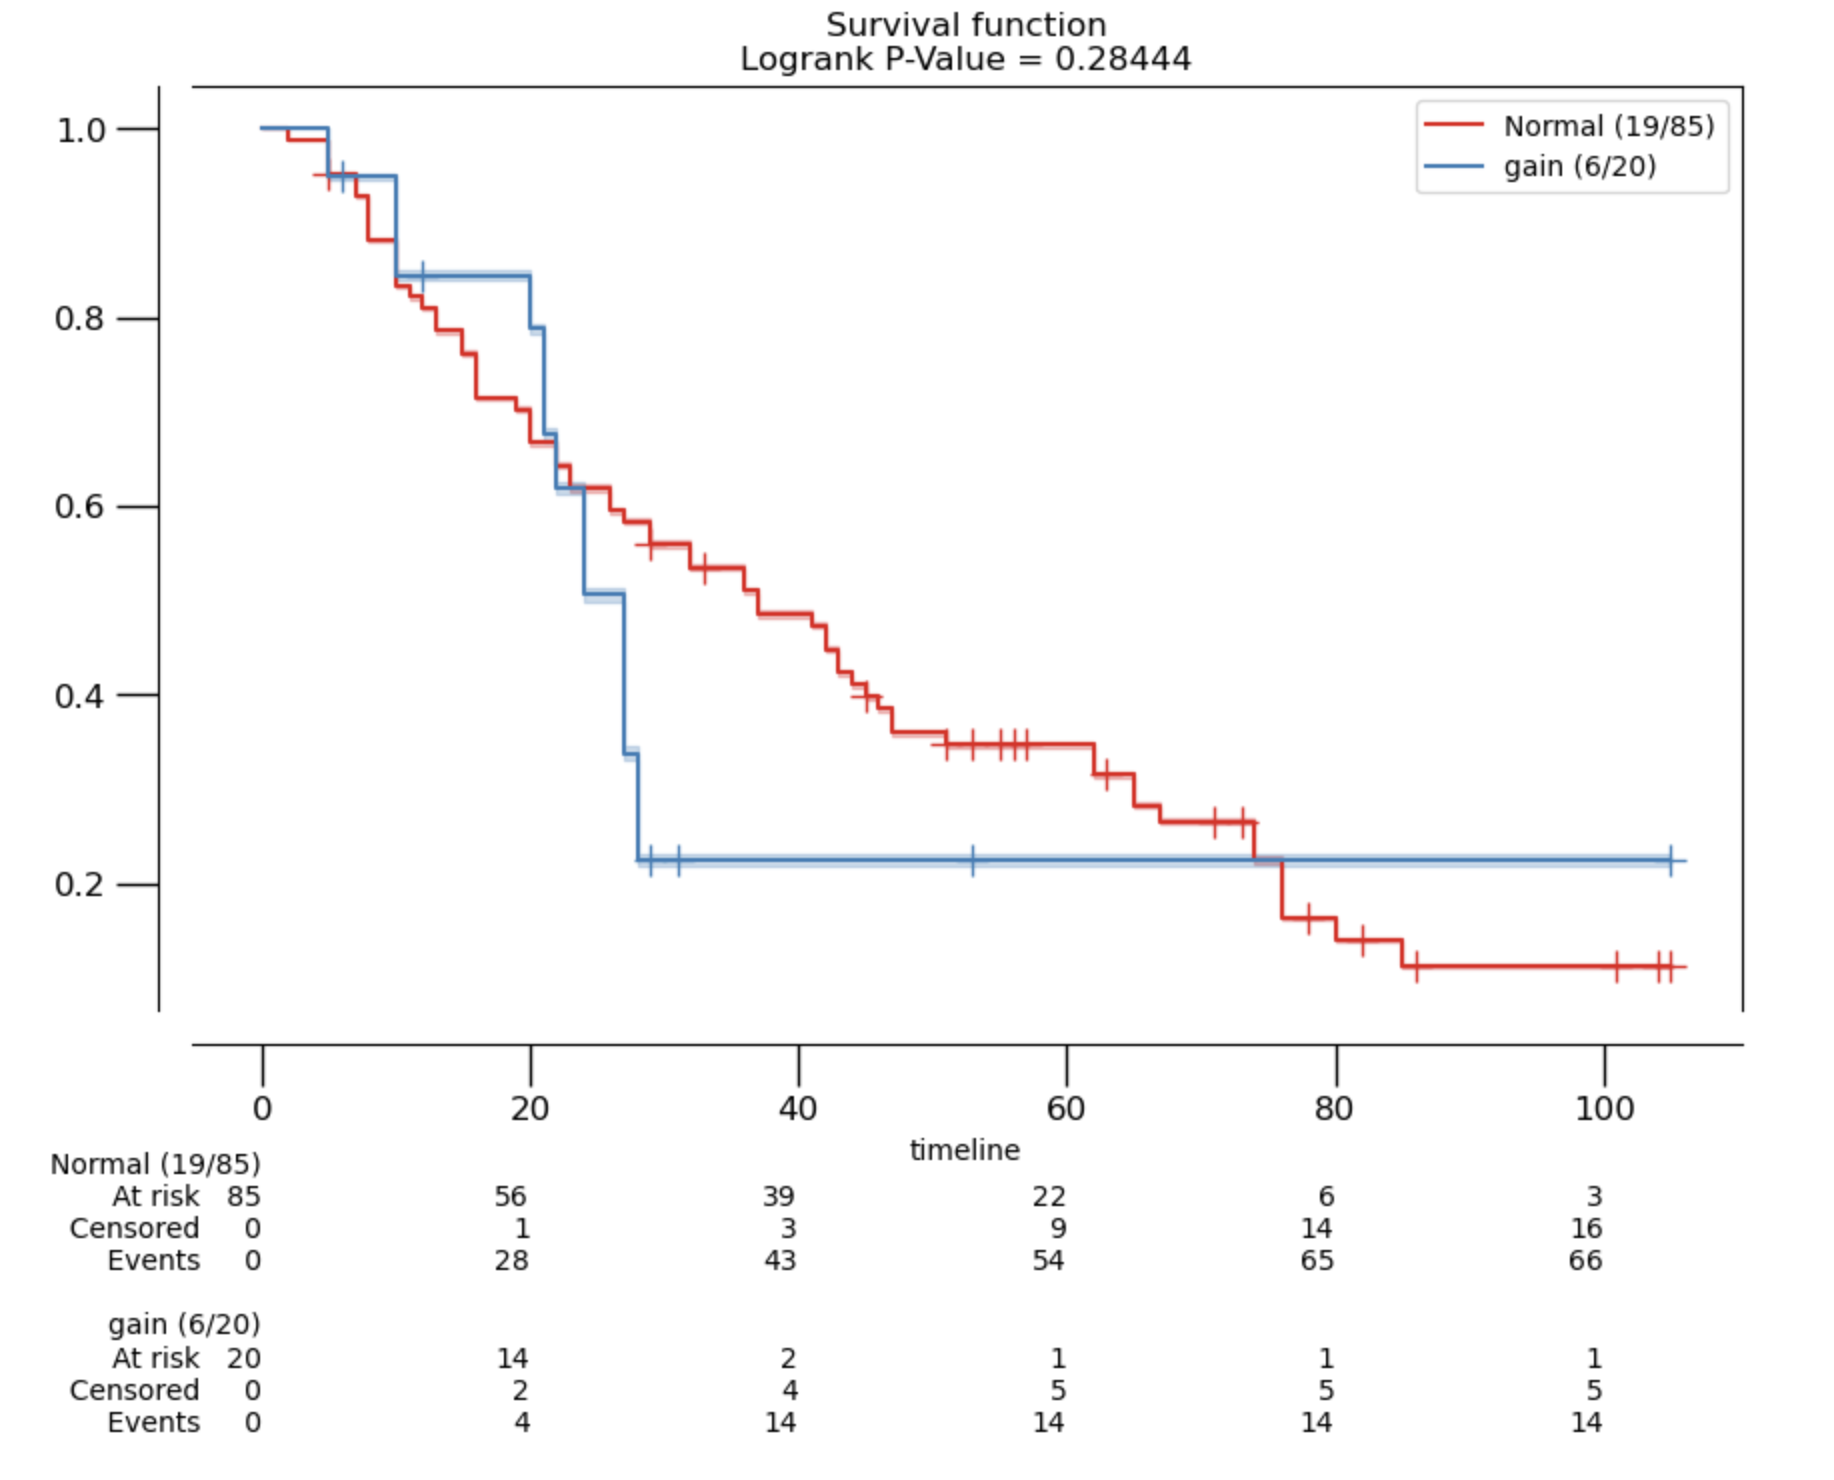 Survival function
Logrank P-Value = 0.28444
Normal (19/85)
gain (6/20)
1.0
0.8
0.6
0.4
0.2
0 20 40 60 80 100
timeline
Normal (19/85)
At risk 85 56 39 22 6 3
Censored 0 1 3 9 14 16
Events 0 28 43 54 65 66
gain (6/20)
At risk 20 14 2 1 1 1
Censored 0 2 4 5 5 5
Events 0 4 14 14 14 14